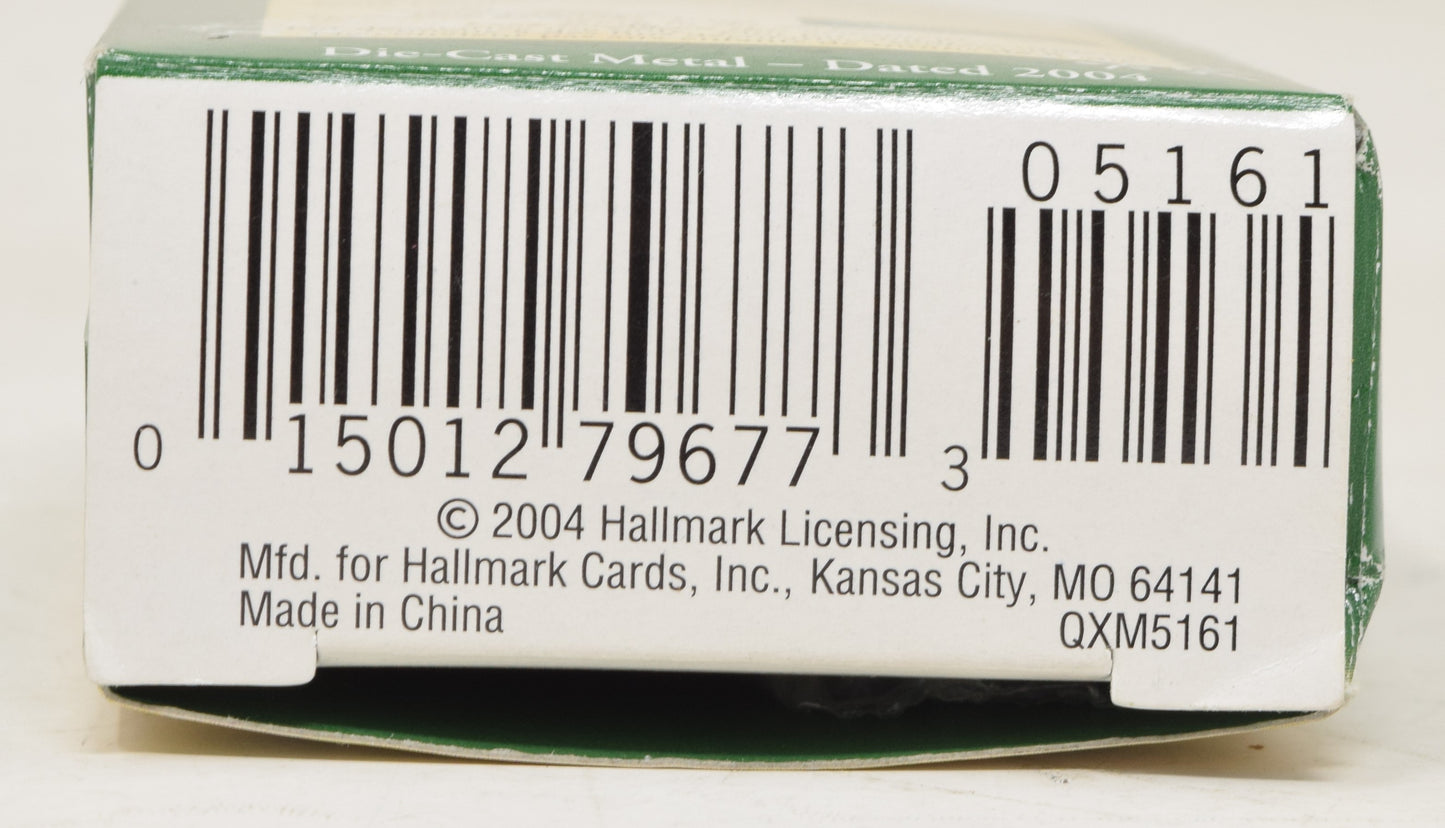 Die-Cast Metal – Dated 2004
05161
0 15012 79677 3
© 2004 Hallmark Licensing, Inc.
Mfd. for Hallmark Cards, Inc., Kansas City, MO 64141
Made in China
QXM5161